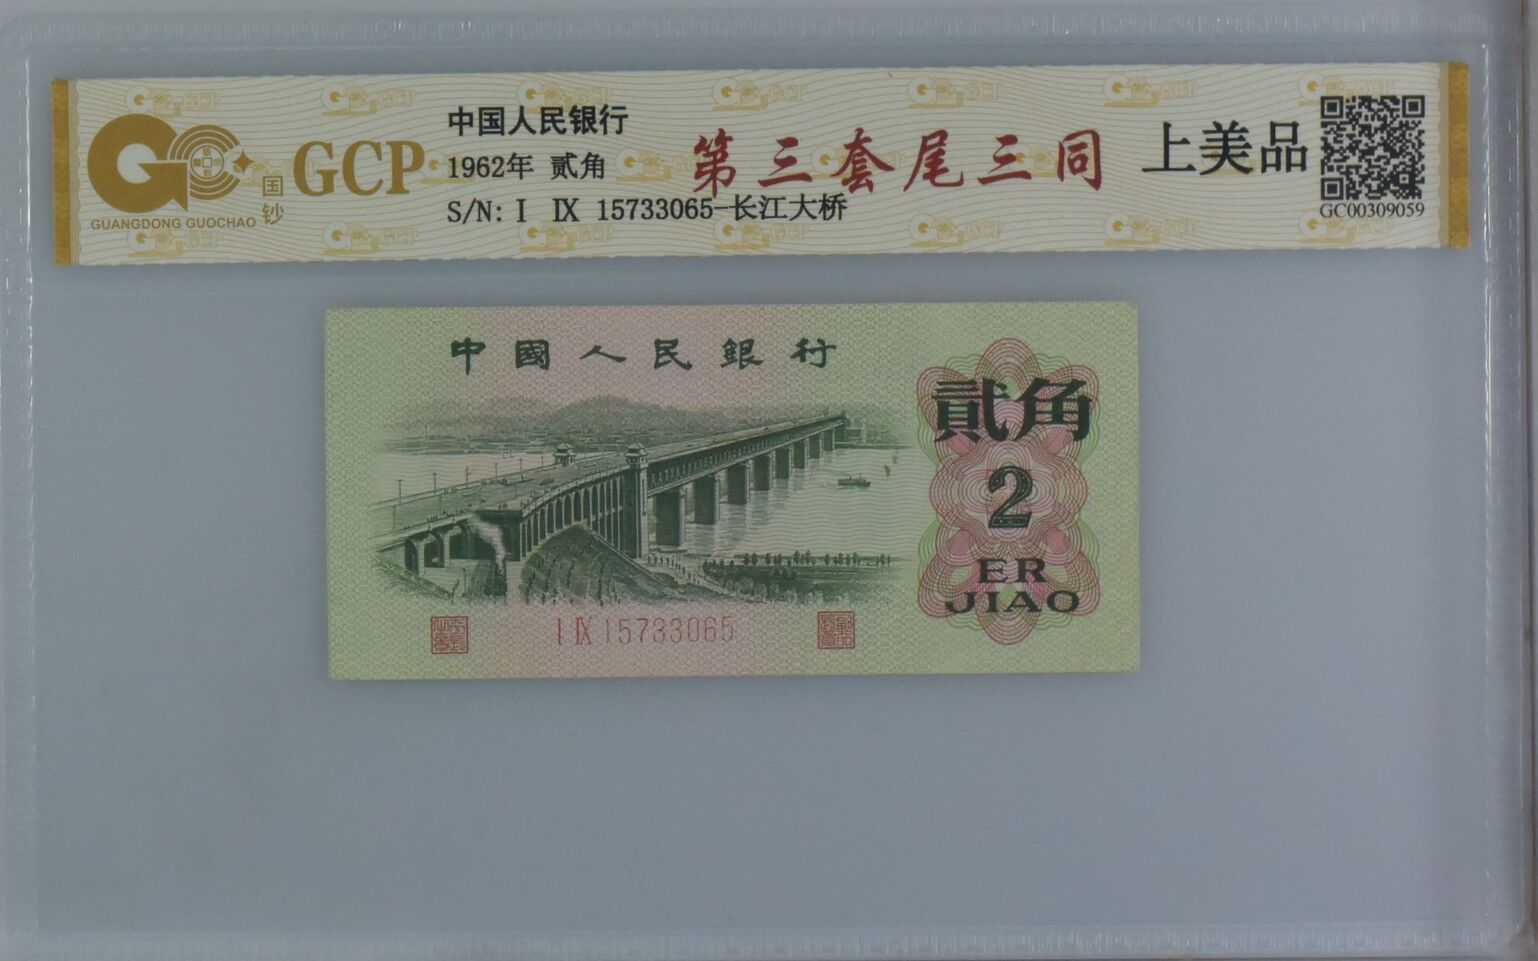 GUANGDONG GUOCHAO
国钞
GCP
中国人民银行
1962年 贰角
S/N: I IX 15733065-长江大桥
第三套尾三同
上美品
GC00309059
中國人民銀行
貳角
2
ER
JIAO
I IX 15733065